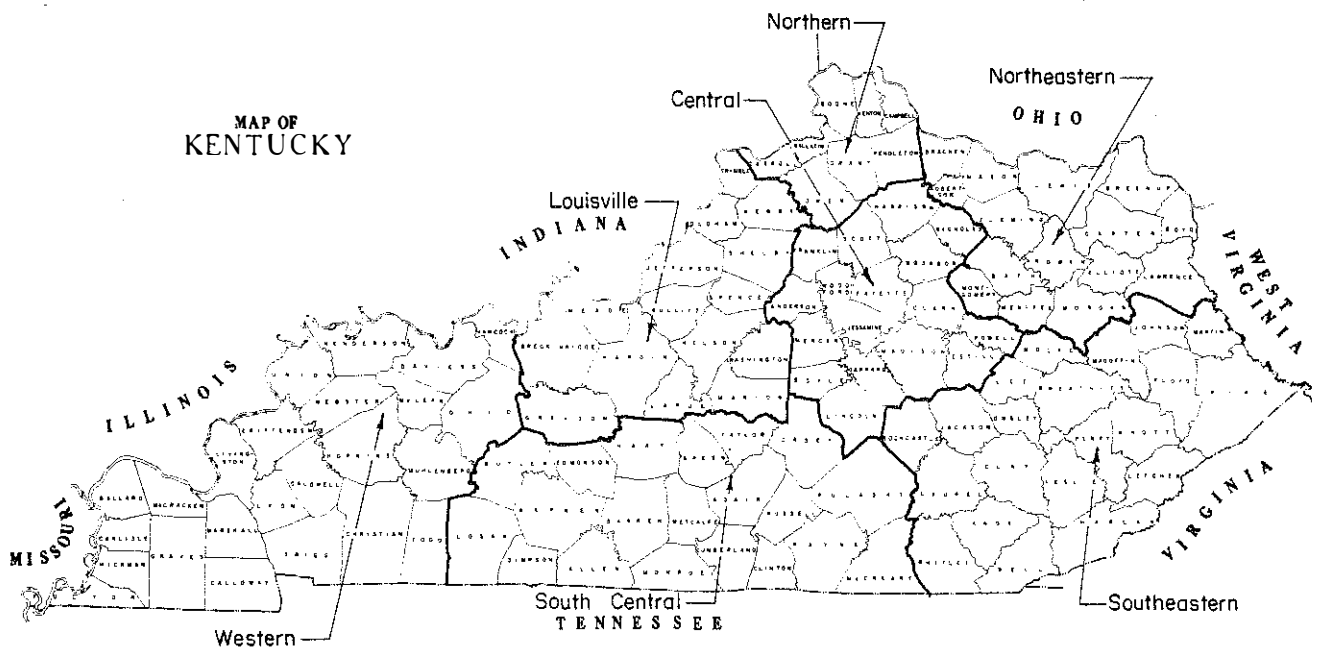 Northern
Northeastern
Central
OHIO
MAP OF
KENTUCKY
BOONE
KENTON
CAMPBELL
GRANT
PENDLETON
BRACKEN
MASON
LEWIS
GREENUP
CARTER
BOYD
Louisville
INDIANA
HENRY
OWEN
HARRISON
ROBERTSON
NICHOLAS
FLEMING
OLDHAM
SHELBY
FRANKLIN
SCOTT
BOURBON
BATH
ROWAN
ELLIOTT
LAWRENCE
WEST
VIRGINIA
JEFFERSON
SPENCER
ANDERSON
WOODFORD
FAYETTE
CLARK
MONTGOMERY
MENIFEE
MORGAN
MEADE
BULLITT
NELSON
MERCER
JESSAMINE
MADISON
ESTILL
POWELL
WOLFE
JOHNSON
MARTIN
HANCOCK
BRECKINRIDGE
HARDIN
WASHINGTON
MARION
BOYLE
GARRARD
LINCOLN
LEE
BREATHITT
MAGOFFIN
FLOYD
PIKE
ILLINOIS
HENDERSON
DAVIESS
UNION
WEBSTER
MCLEAN
OHIO
GRAYSON
LARUE
CRITTENDEN
LIVINGSTON
HOPKINS
MUHLENBERG
BUTLER
EDMONSON
HART
GREEN
TAYLOR
CASEY
ROCKCASTLE
JACKSON
OWSLEY
PERRY
KNOTT
CLAY
LESLIE
LETCHER
BALLARD
MCCRACKEN
LYON
CALDWELL
CHRISTIAN
TODD
LOGAN
WARREN
BARREN
METCALFE
ADAIR
RUSSELL
PULASKI
LAUREL
KNOX
HARLAN
VIRGINIA
MISSOURI
CARLISLE
HICKMAN
GRAVES
MARSHALL
CALLOWAY
TRIGG
SIMPSON
ALLEN
MONROE
CUMBERLAND
CLINTON
WAYNE
MCCREARY
WHITLEY
BELL
South Central
TENNESSEE
Southeastern
Western